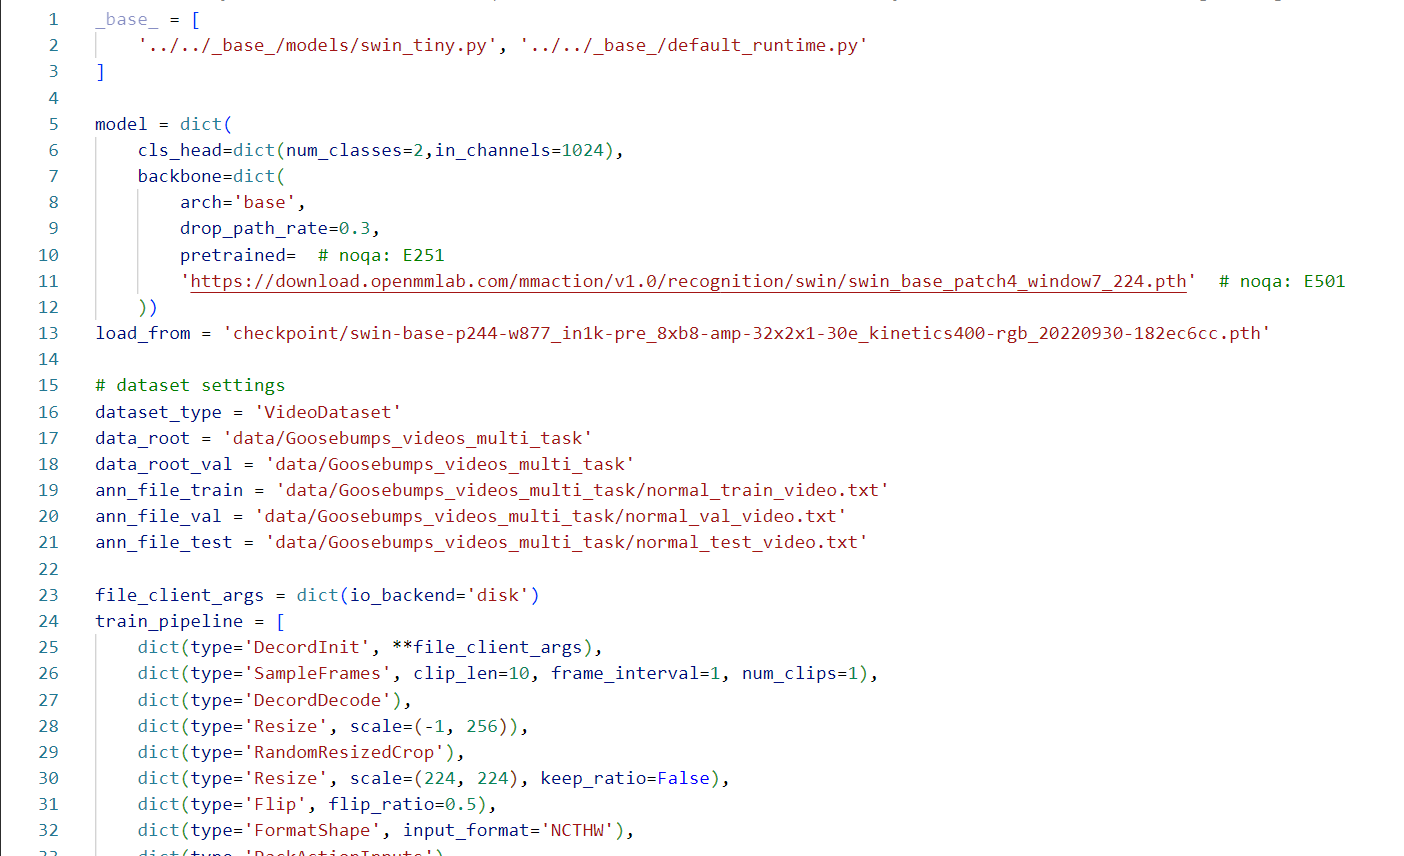 1 _base_ = [
2 '../../_base_/models/swin_tiny.py', '../../_base_/default_runtime.py'
3 ]
4
5 model = dict(
6 cls_head=dict(num_classes=2,in_channels=1024),
7 backbone=dict(
8 arch='base',
9 drop_path_rate=0.3,
10 pretrained=  # noqa: E251
11 'https://download.openmmlab.com/mmaction/v1.0/recognition/swin/swin_base_patch4_window7_224.pth'  # noqa: E501
12 ))
13 load_from = 'checkpoint/swin-base-p244-w877_in1k-pre_8xb8-amp-32x2x1-30e_kinetics400-rgb_20220930-182ec6cc.pth'
14
15 # dataset settings
16 dataset_type = 'VideoDataset'
17 data_root = 'data/Goosebumps_videos_multi_task'
18 data_root_val = 'data/Goosebumps_videos_multi_task'
19 ann_file_train = 'data/Goosebumps_videos_multi_task/normal_train_video.txt'
20 ann_file_val = 'data/Goosebumps_videos_multi_task/normal_val_video.txt'
21 ann_file_test = 'data/Goosebumps_videos_multi_task/normal_test_video.txt'
22
23 file_client_args = dict(io_backend='disk')
24 train_pipeline = [
25 dict(type='DecordInit', **file_client_args),
26 dict(type='SampleFrames', clip_len=10, frame_interval=1, num_clips=1),
27 dict(type='DecordDecode'),
28 dict(type='Resize', scale=(-1, 256)),
29 dict(type='RandomResizedCrop'),
30 dict(type='Resize', scale=(224, 224), keep_ratio=False),
31 dict(type='Flip', flip_ratio=0.5),
32 dict(type='FormatShape', input_format='NCTHW'),
33 dict(type='PackActionInputs')